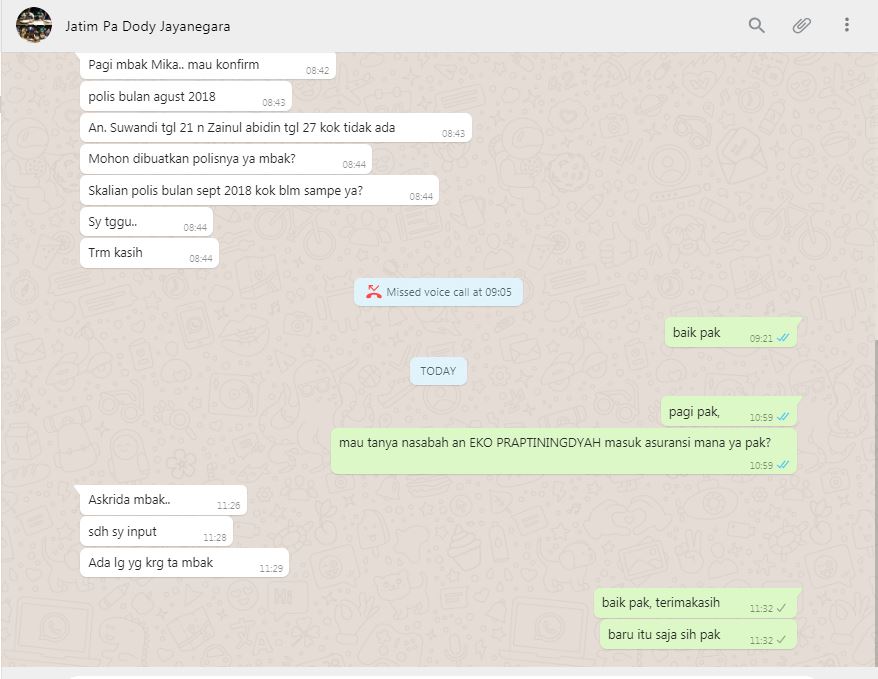 Jatim Pa Dody Jayanegara
Pagi mbak Mika.. mau konfirm
08:42
polis bulan agust 2018
08:43
An. Suwandi tgl 21 n Zainul abidin tgl 27 kok tidak ada
08:43
Mohon dibuatkan polisnya ya mbak?
08:44
Skalian polis bulan sept 2018 kok blm sampe ya?
08:44
Sy tggu..
08:44
Trm kasih
08:44
Missed voice call at 09:05
baik pak
09:21
TODAY
pagi pak,
10:59
mau tanya nasabah an EKO PRAPTININGDYAH masuk asuransi mana ya pak?
10:59
Askrida mbak..
11:26
sdh sy input
11:28
Ada lg yg krg ta mbak
11:29
baik pak, terimakasih
11:32
baru itu saja sih pak
11:32